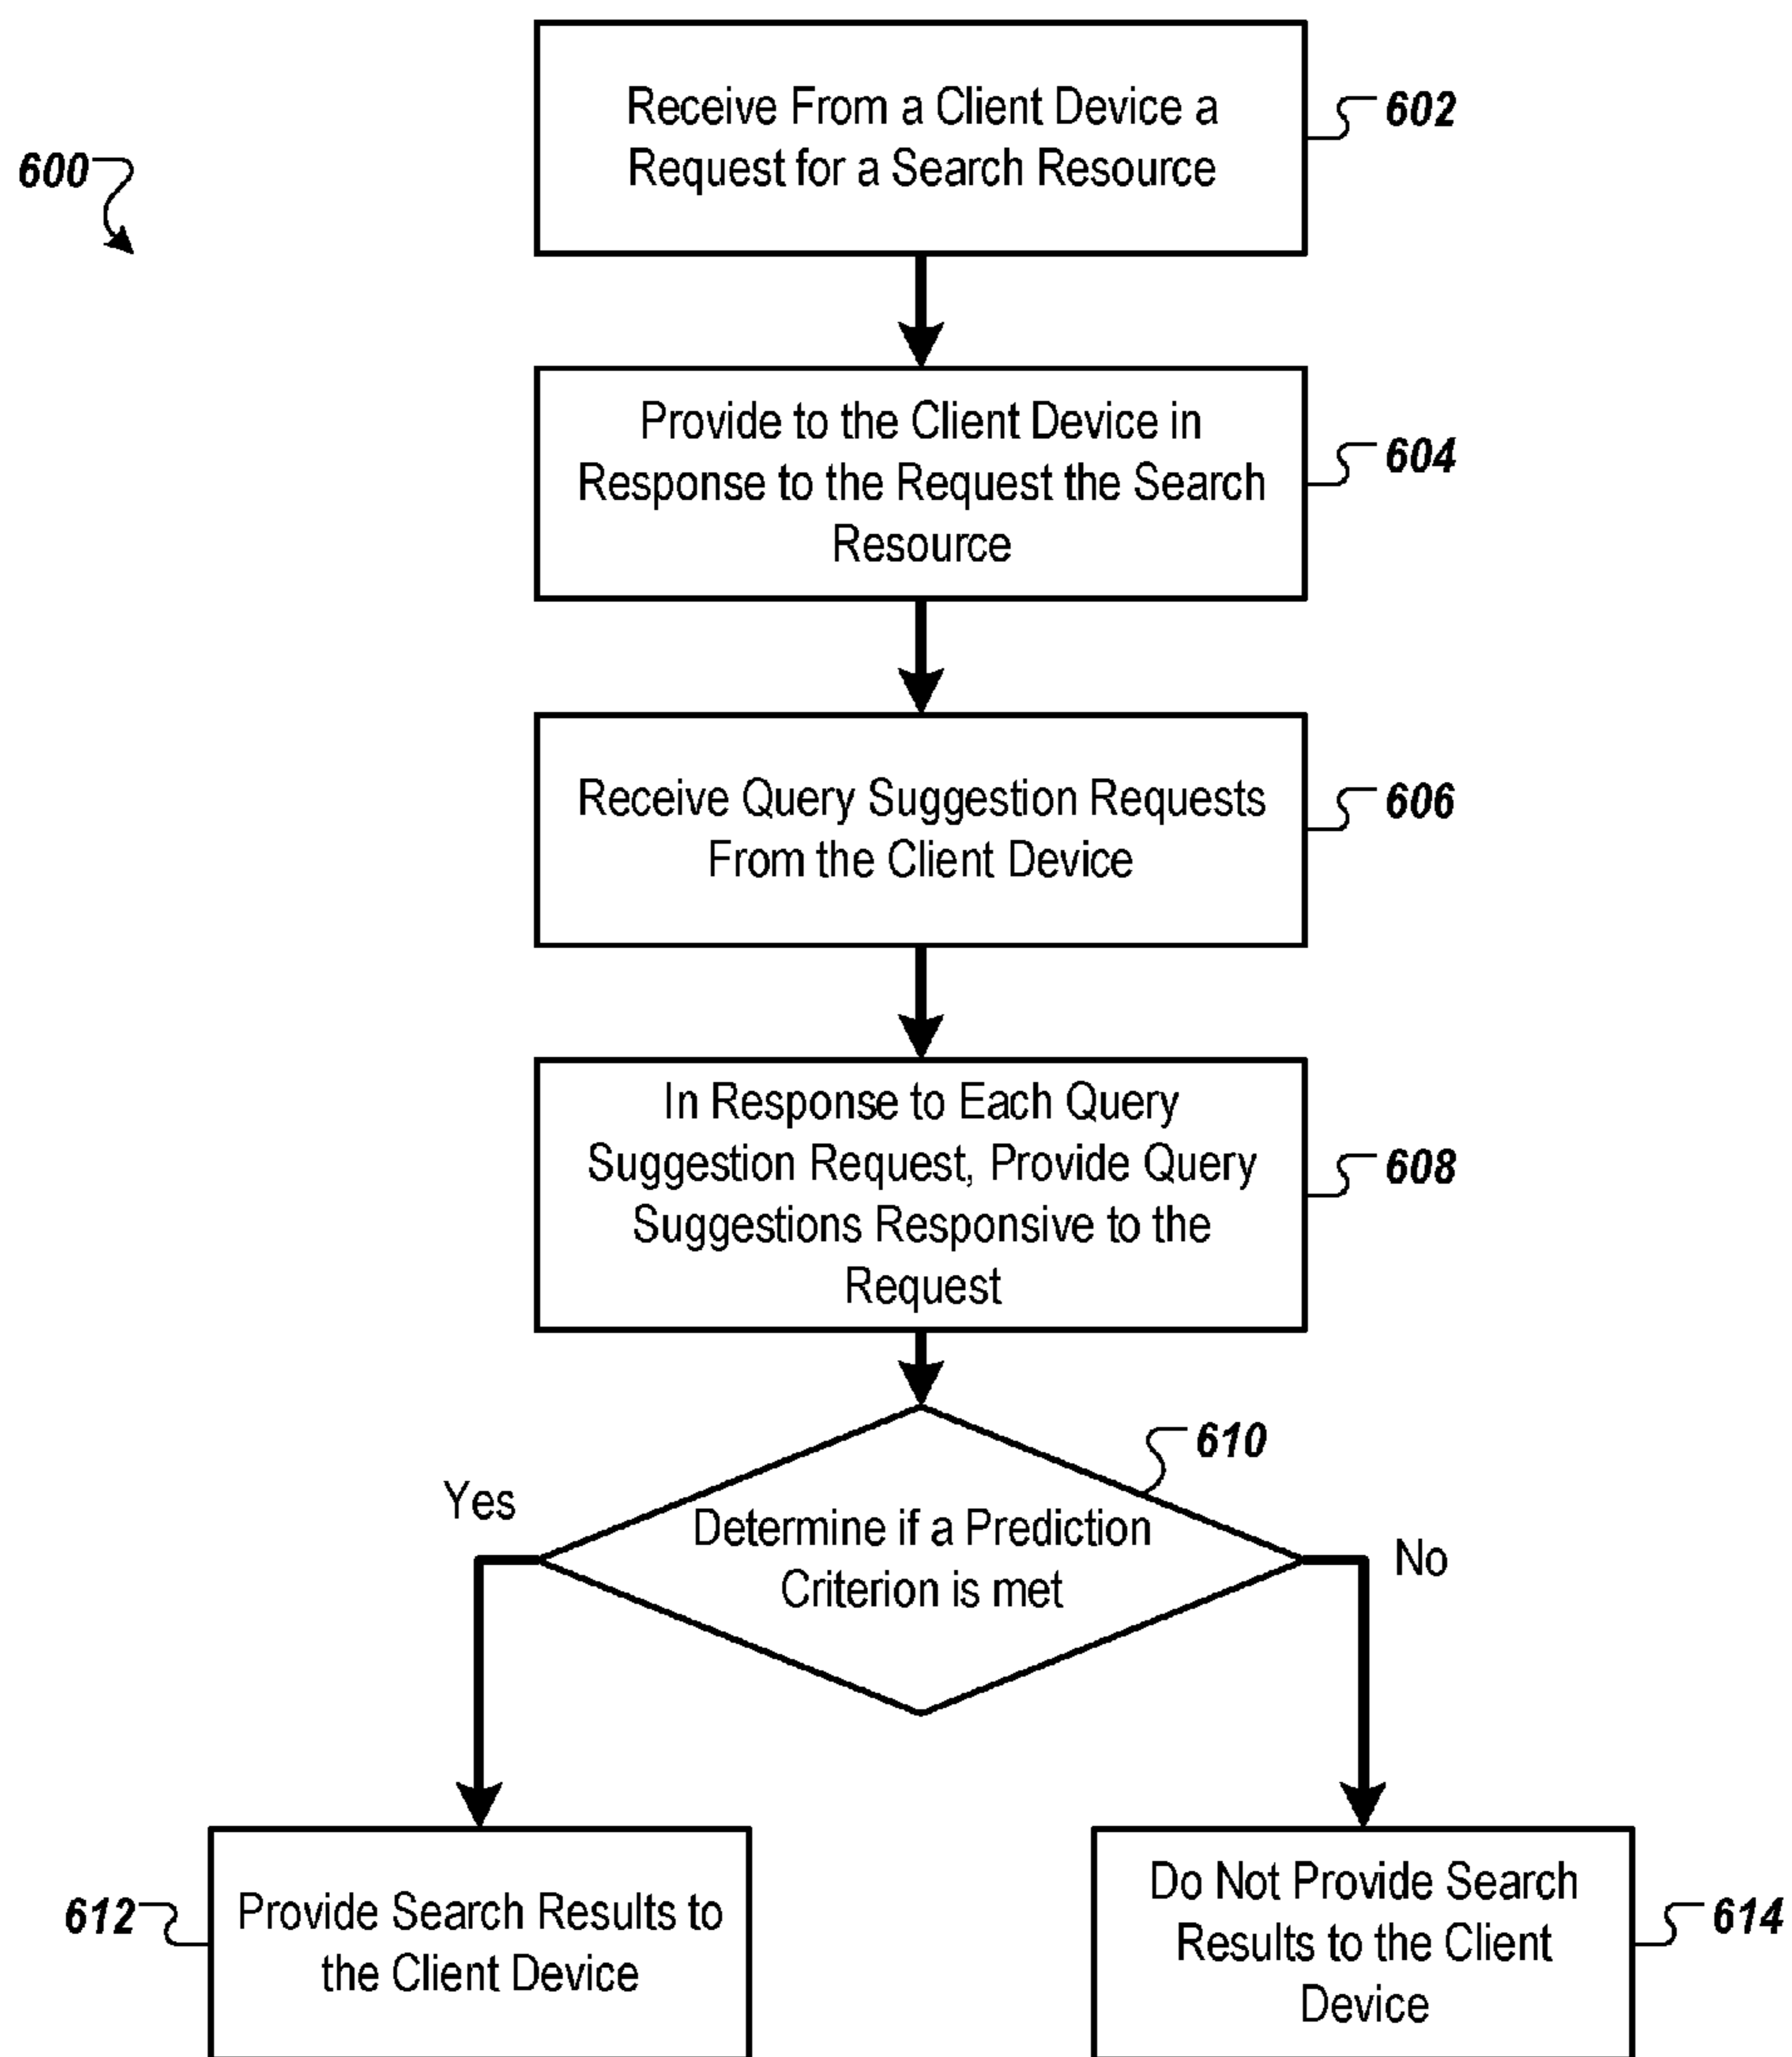 Receive From a Client Device a
Request for a Search Resource
602
600
Provide to the Client Device in
Response to the Request the Search
Resource
604
Receive Query Suggestion Requests
From the Client Device
606
In Response to Each Query
Suggestion Request, Provide Query
Suggestions Responsive to the
Request
608
610
Yes
Determine if a Prediction
Criterion is met
No
612
Provide Search Results to
the Client Device
Do Not Provide Search
Results to the Client
Device
614